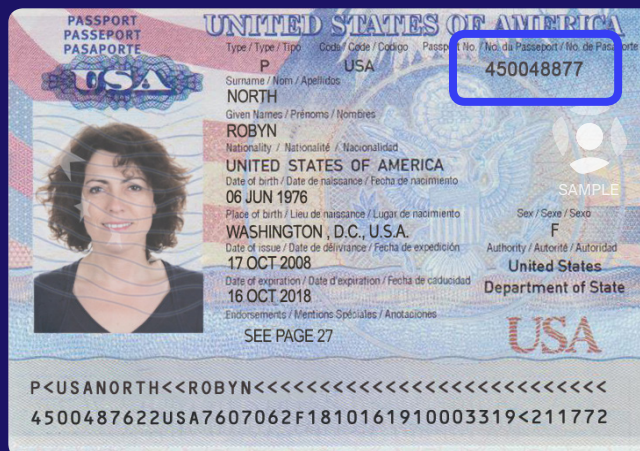 PASSPORT
PASSEPORT
PASAPORTE
USA
UNITED STATES OF AMERICA
Type / Type / Tipo Code / Code / Codigo Passport No. / No. du Passeport / No. de Pasaporte
P USA 450048877
Surname / Nom / Apellidos
NORTH
Given Names / Prénoms / Nombres
ROBYN
Nationality / Nationalité / Nacionalidad
UNITED STATES OF AMERICA
Date of birth / Date de naissance / Fecha de nacimiento
06 JUN 1976
Place of birth / Lieu de naissance / Lugar de nacimiento Sex / Sexe / Sexo
WASHINGTON , D.C., U.S.A. F
Date of issue / Date de délivrance / Fecha de expedición Authority / Autorité / Autoridad
17 OCT 2008 United States
Date of expiration / Date d'expiration / Fecha de caducidad Department of State
16 OCT 2018
Endorsements / Mentions Spéciales / Anotaciones
SEE PAGE 27
USA
SAMPLE
P<USANORTH<<ROBYN<<<<<<<<<<<<<<<<<<<<<<<<<<<
4500487622USA7607062F1810161910003319<211772